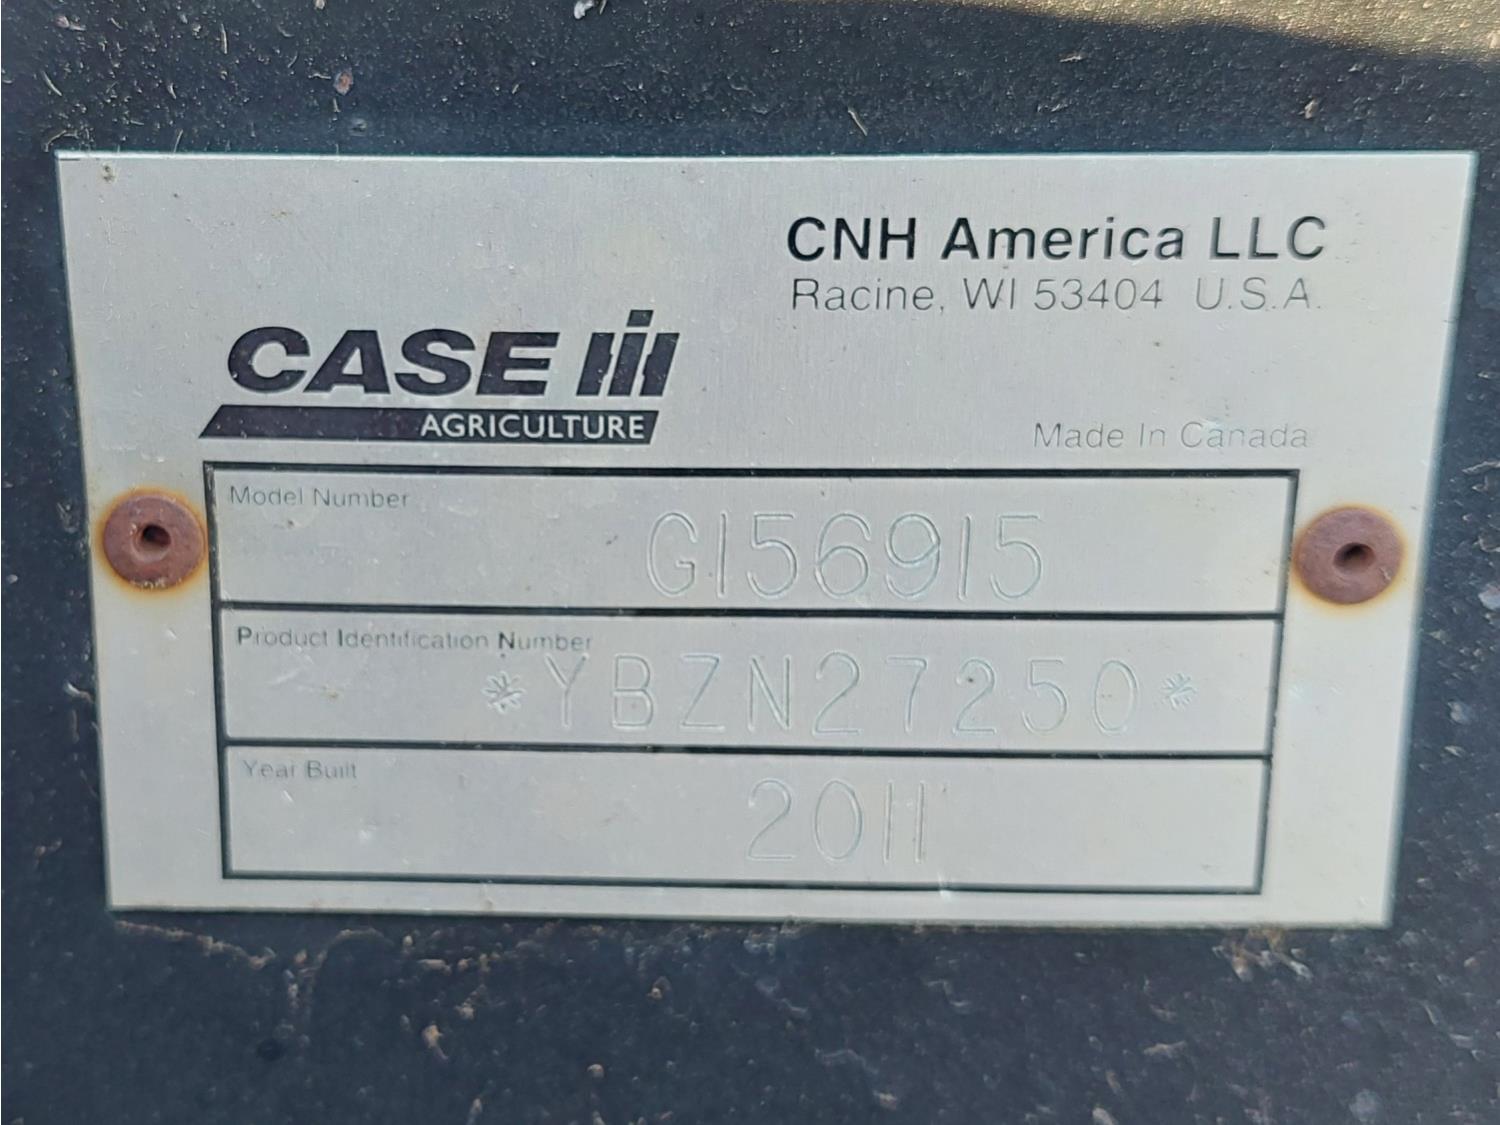 CNH America LLC
Racine, WI 53404 U.S.A.
CASE IH
AGRICULTURE
Made In Canada
Model Number
G156915
Product Identification Number
*YBZN27250*
Year Built
2011